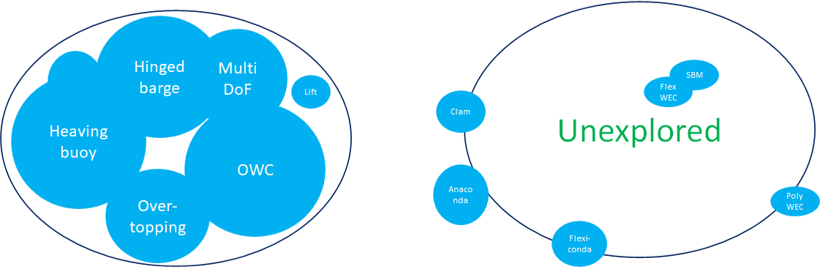 Hinged
barge
Multi
DoF
Lift
Heaving
buoy
OWC
Over-
topping
SBM
Flex
WEC
Clam
Unexplored
Anaco
nda
Poly
WEC
Flexi-
conda